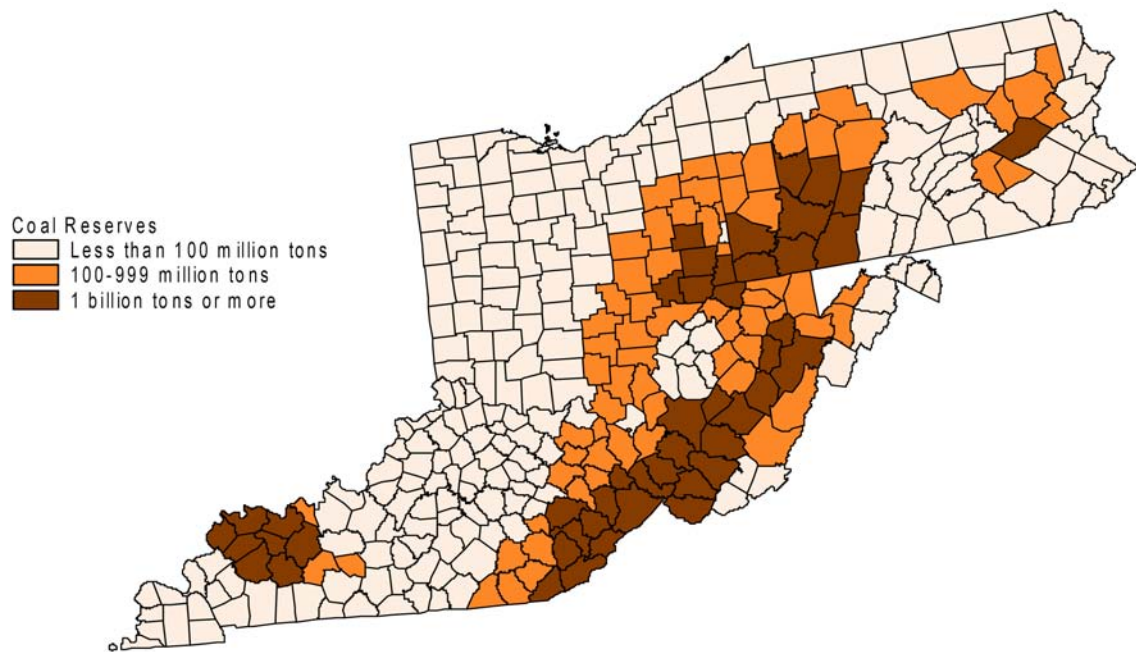 Coal Reserves
Less than 100 million tons
100-999 million tons
1 billion tons or more